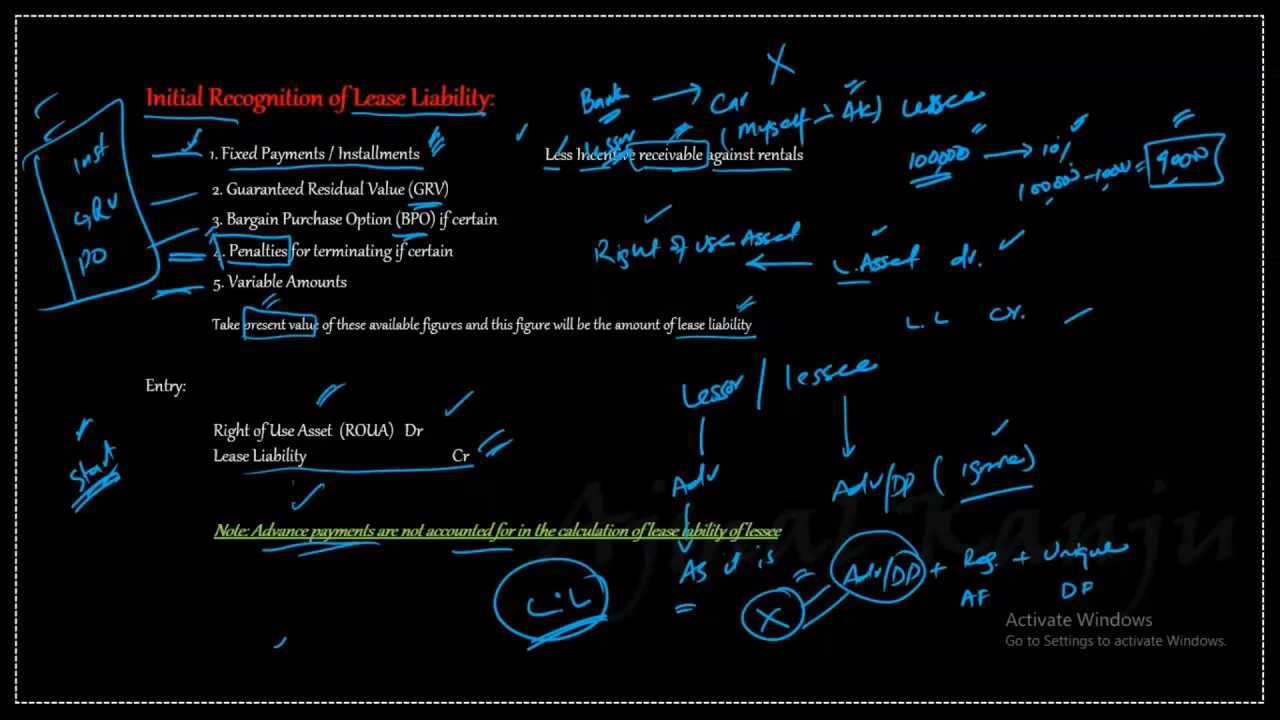 Initial Recognition of Lease Liability:
Bank → Car X
(Myself - AK) Lessee
Lessor
1. Fixed Payments / Installments
Less Incentive receivable against rentals
100000 → 10%
2. Guaranteed Residual Value (GRV)
3. Bargain Purchase Option (BPO) if certain
4. Penalties for terminating if certain
5. Variable Amounts
Inst
GRV
Right of use Asset ← L.Asset dr.
L.L Cr.
Take present value of these available figures and this figure will be the amount of lease liability
Entry:
Lessor / lessee
Right of Use Asset (ROUA) Dr
Lease Liability Cr
Start
Adv
Adv/DP (ignore)
Note: Advance payments are not accounted for in the calculation of lease liability of lessee
Ajmal Kanju
As it is
X = Adv/DP + Reg. + Unique
AF DF
L.L
Activate Windows
Go to Settings to activate Windows.